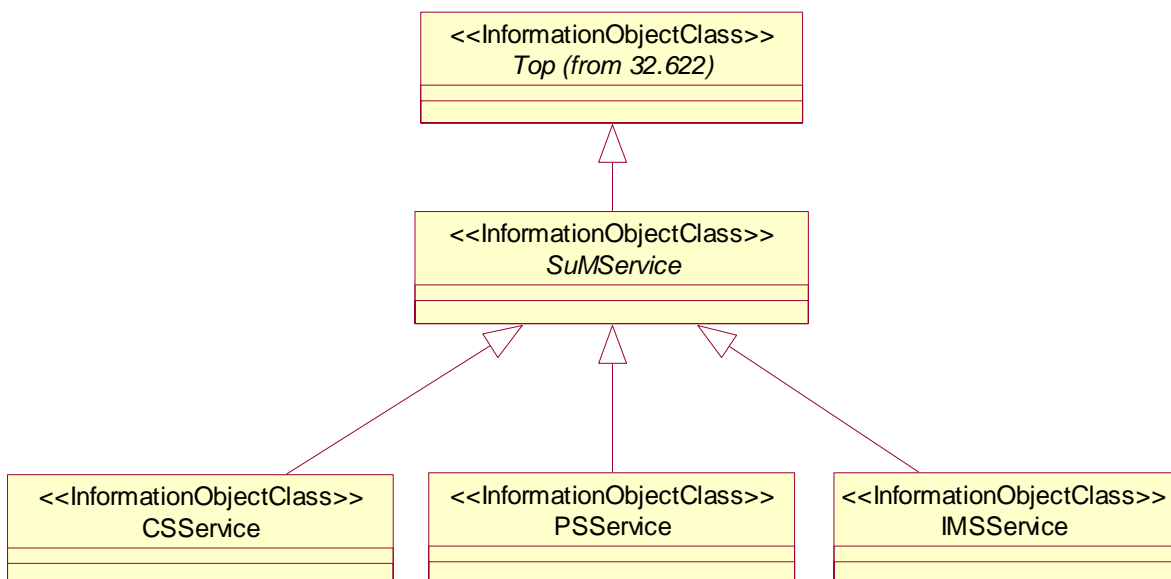 <<InformationObjectClass>>
Top (from 32.622)
<<InformationObjectClass>>
SuMService
<<InformationObjectClass>>
CSService
<<InformationObjectClass>>
PSService
<<InformationObjectClass>>
IMSService